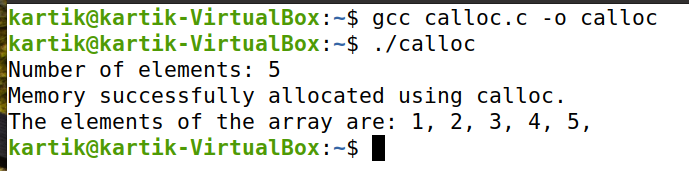 kartik@kartik-VirtualBox:~$ gcc calloc.c -o calloc
kartik@kartik-VirtualBox:~$ ./calloc
Number of elements: 5
Memory successfully allocated using calloc.
The elements of the array are: 1, 2, 3, 4, 5,
kartik@kartik-VirtualBox:~$